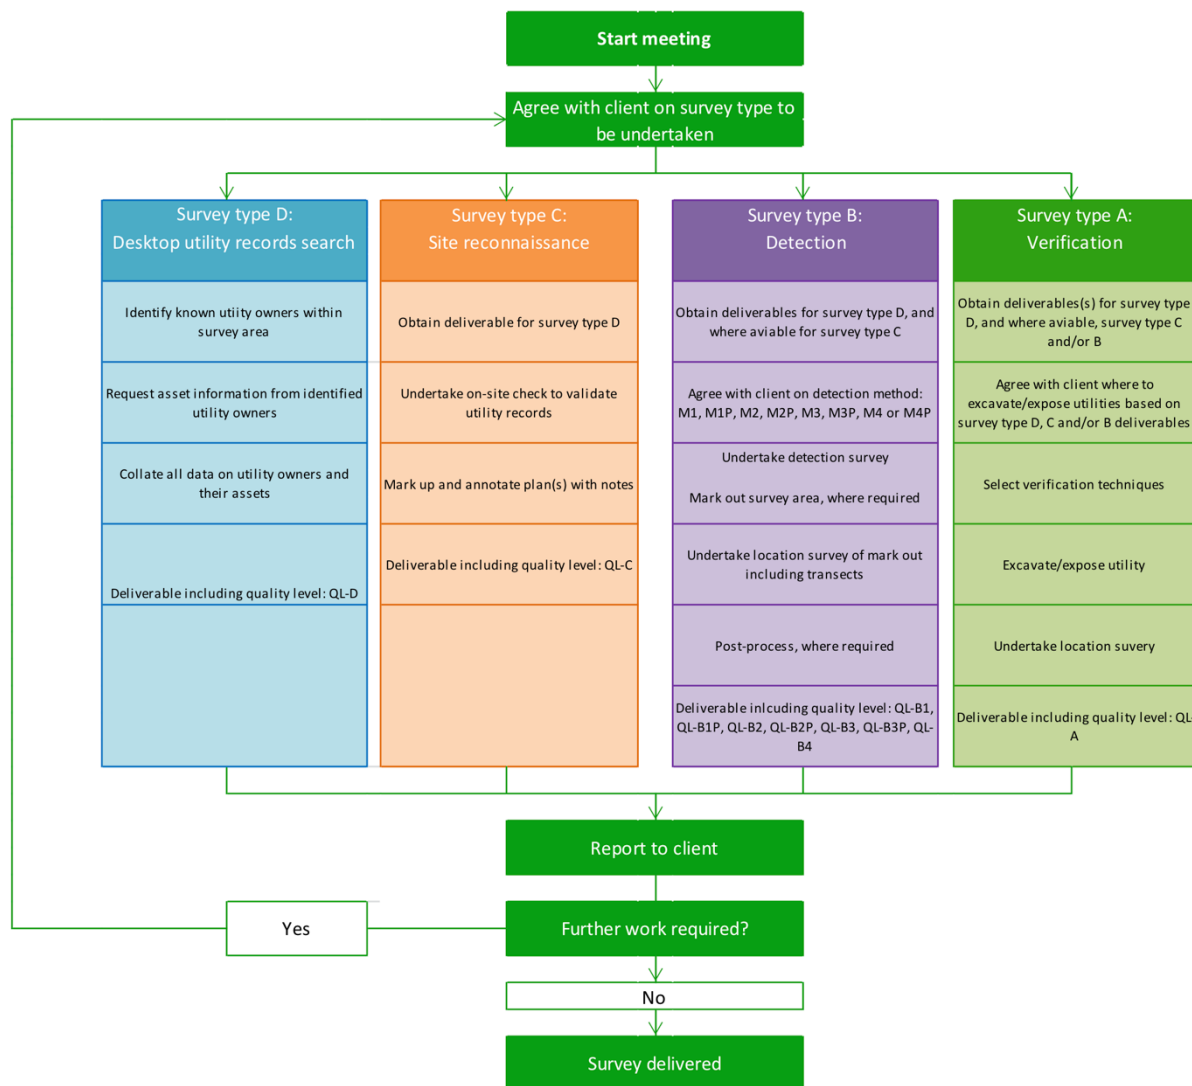 Start meeting
Agree with client on survey type to
be undertaken
Survey type D:
Desktop utility records search
Identify known utiity owners within
survey area
Request asset information from identified
utility owners
Collate all data on utility owners and
their assets
Deliverable including quality level: QL-D
Survey type C:
Site reconnaissance
Obtain deliverable for survey type D
Undertake on-site check to validate
utility records
Mark up and annotate plan(s) with notes
Deliverable including quality level: QL-C
Survey type B:
Detection
Obtain deliverables for survey type D, and
where aviable for survey type C
Agree with client on detection method:
M1, M1P, M2, M2P, M3, M3P, M4 or M4P
Undertake detection survey
Mark out survey area, where required
Undertake location survey of mark out
including transects
Post-process, where required
Deliverable inlcuding quality level: QL-B1,
QL-B1P, QL-B2, QL-B2P, QL-B3, QL-B3P, QL-
B4
Survey type A:
Verification
Obtain deliverables(s) for survey type
D, and where aviable, survey type C
and/or B
Agree with client where to
excavate/expose utilities based on
survey type D, C and/or B deliverables
Select verification techniques
Excavate/expose utility
Undertake location suvery
Deliverable including quality level: QL-
A
Report to client
Further work required?
Yes
No
Survey delivered